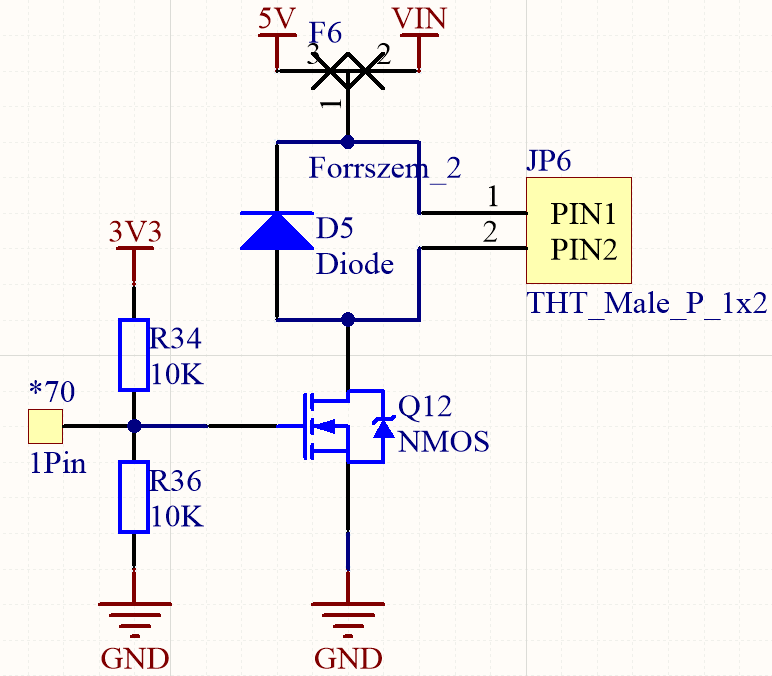 5V
F6
VIN
3
2
1
Forrszem_2
JP6
1
PIN1
2
PIN2
THT_Male_P_1x2
D5
Diode
3V3
R34
10K
*70
1Pin
Q12
NMOS
R36
10K
GND
GND